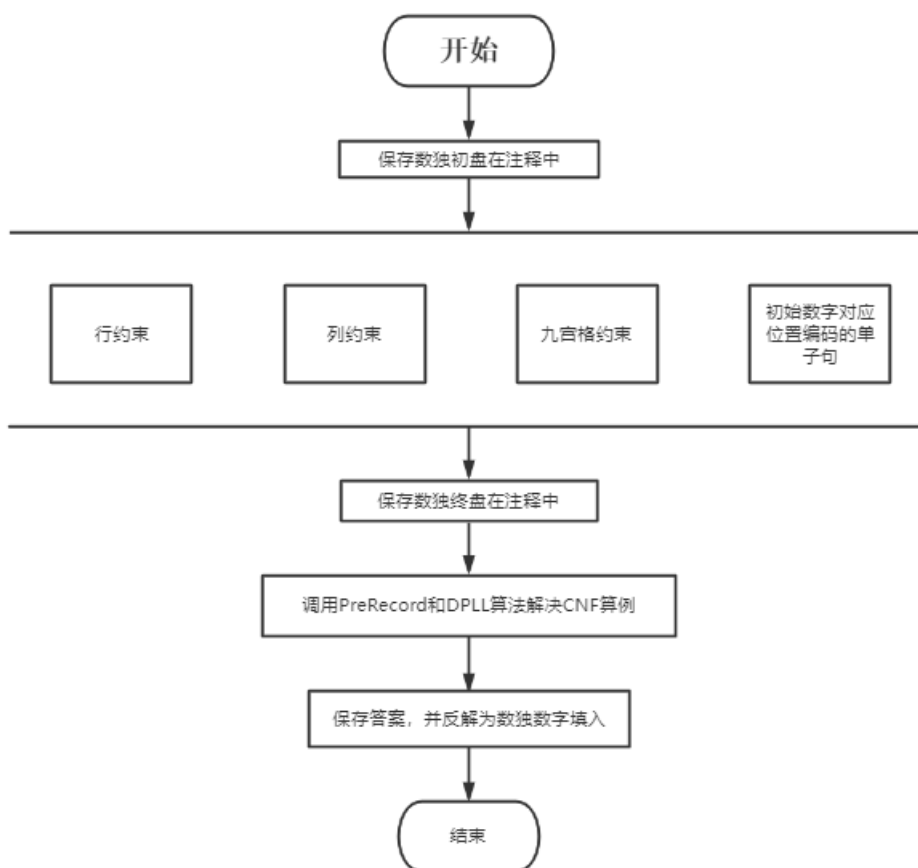 开始
保存数独初盘在注释中
行约束
列约束
九宫格约束
初始数字对应
位置编码的单
子句
保存数独终盘在注释中
调用PreRecord和DPLL算法解决CNF算例
保存答案，并反解为数独数字填入
结束